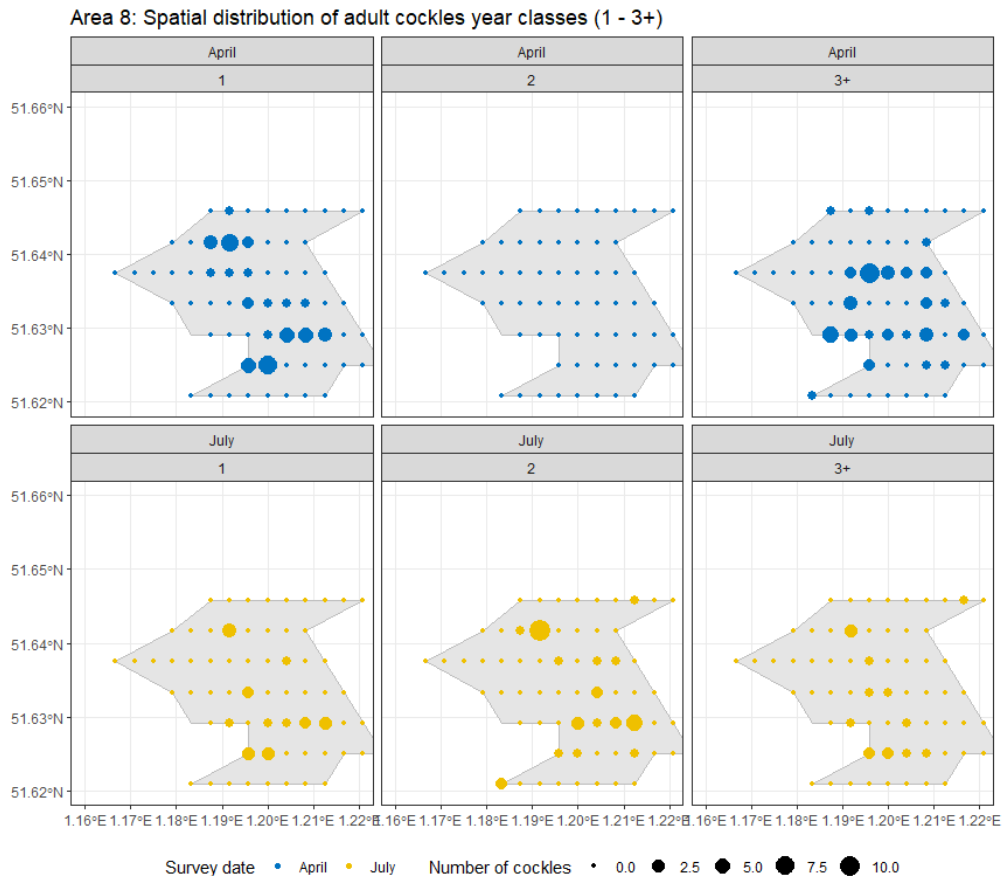 Area 8: Spatial distribution of adult cockles year classes (1 - 3+)
April April April
1 2 3+
51.66°N
51.65°N
51.64°N
51.63°N
51.62°N
July July July
1 2 3+
51.66°N
51.65°N
51.64°N
51.63°N
51.62°N
1.16°E 1.17°E 1.18°E 1.19°E 1.20°E 1.21°E 1.22°E 1.16°E 1.17°E 1.18°E 1.19°E 1.20°E 1.21°E 1.22°E 1.16°E 1.17°E 1.18°E 1.19°E 1.20°E 1.21°E 1.22°E
Survey date April July Number of cockles 0.0 2.5 5.0 7.5 10.0